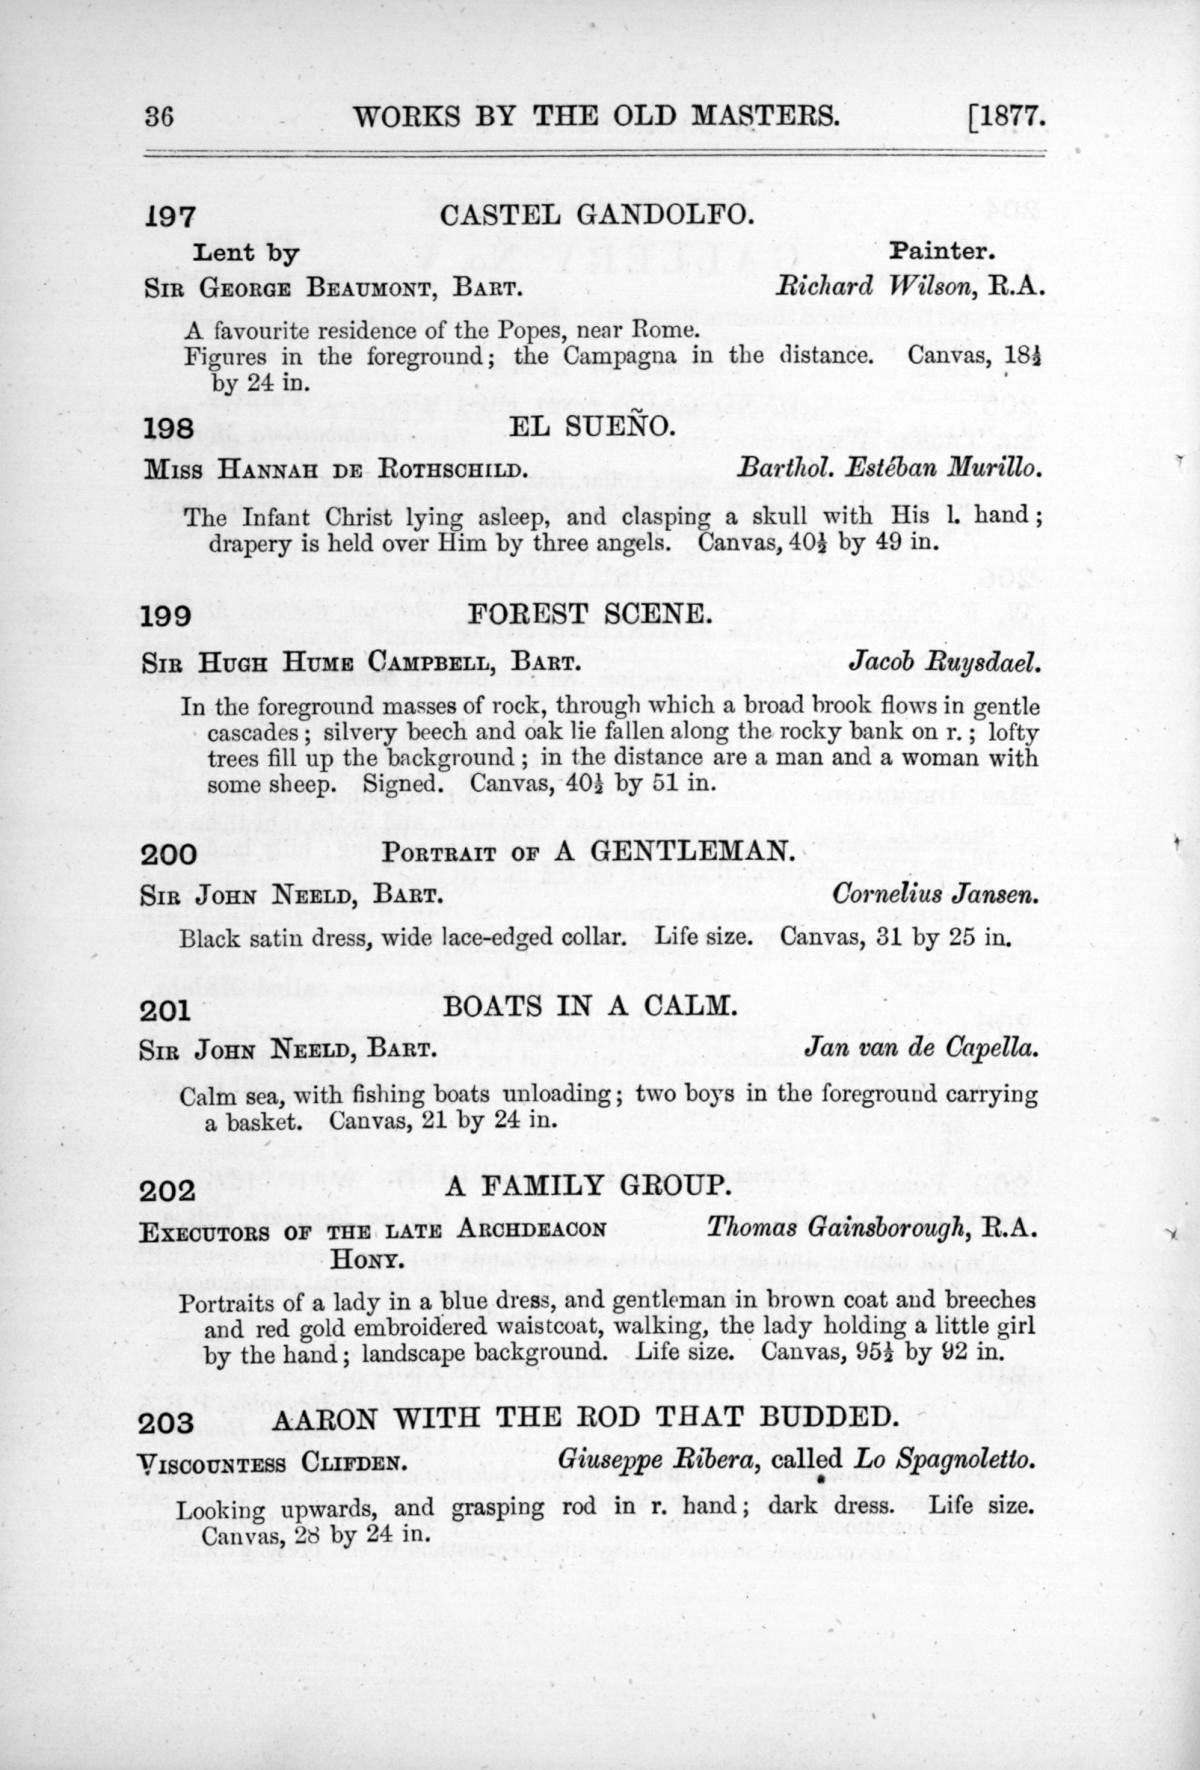 36 WORKS BY THE OLD MASTERS. [1877.
197 CASTEL GANDOLFO.
Lent by Painter.
SIR GEORGE BEAUMONT, BART. Richard Wilson, R.A.
A favourite residence of the Popes, near Rome.
Figures in the foreground; the Campagna in the distance. Canvas, 18½
by 24 in.
198 EL SUEÑO.
MISS HANNAH DE ROTHSCHILD. Barthol. Estéban Murillo.
The Infant Christ lying asleep, and clasping a skull with His l. hand;
drapery is held over Him by three angels. Canvas, 40½ by 49 in.
199 FOREST SCENE.
SIR HUGH HUME CAMPBELL, BART. Jacob Ruysdael.
In the foreground masses of rock, through which a broad brook flows in gentle
cascades; silvery beech and oak lie fallen along the rocky bank on r.; lofty
trees fill up the background; in the distance are a man and a woman with
some sheep. Signed. Canvas, 40½ by 51 in.
200 PORTRAIT OF A GENTLEMAN.
SIR JOHN NEELD, BART. Cornelius Jansen.
Black satin dress, wide lace-edged collar. Life size. Canvas, 31 by 25 in.
201 BOATS IN A CALM.
SIR JOHN NEELD, BART. Jan van de Capella.
Calm sea, with fishing boats unloading; two boys in the foreground carrying
a basket. Canvas, 21 by 24 in.
202 A FAMILY GROUP.
EXECUTORS OF THE LATE ARCHDEACON Thomas Gainsborough, R.A.
HONY.
Portraits of a lady in a blue dress, and gentleman in brown coat and breeches
and red gold embroidered waistcoat, walking, the lady holding a little girl
by the hand; landscape background. Life size. Canvas, 95½ by 92 in.
203 AARON WITH THE ROD THAT BUDDED.
VISCOUNTESS CLIFDEN. Giuseppe Ribera, called Lo Spagnoletto.
Looking upwards, and grasping rod in r. hand; dark dress. Life size.
Canvas, 28 by 24 in.